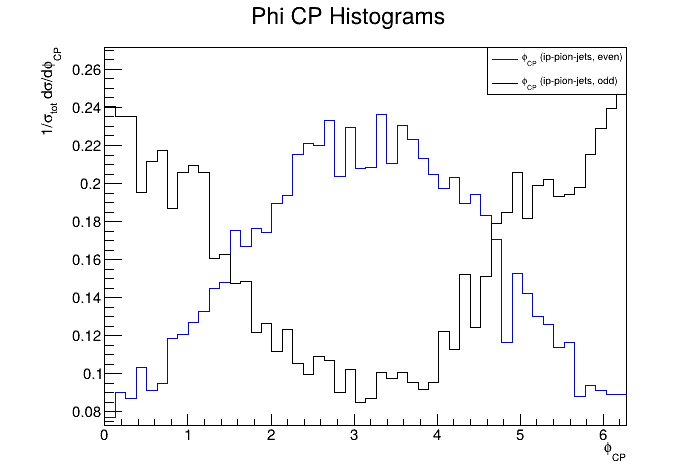 Phi CP Histograms
1/σ_tot dσ/dϕ_CP
ϕ_CP (ip-pion-jets, even)
ϕ_CP (ip-pion-jets, odd)
0.26
0.24
0.22
0.2
0.18
0.16
0.14
0.12
0.1
0.08
0 1 2 3 4 5 6
ϕ_CP